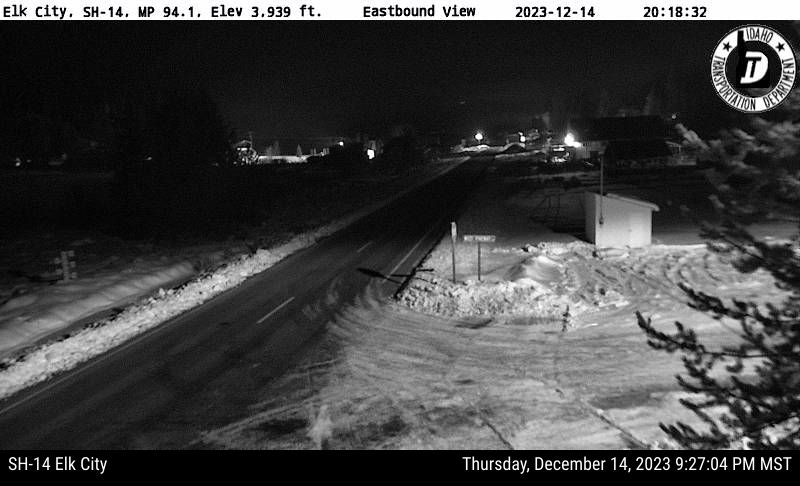 Elk City, SH-14, MP 94.1, Elev 3,939 ft. Eastbound View 2023-12-14 20:18:32
IDAHO
TRANSPORTATION DEPARTMENT
SH-14 Elk City Thursday, December 14, 2023 9:27:04 PM MST